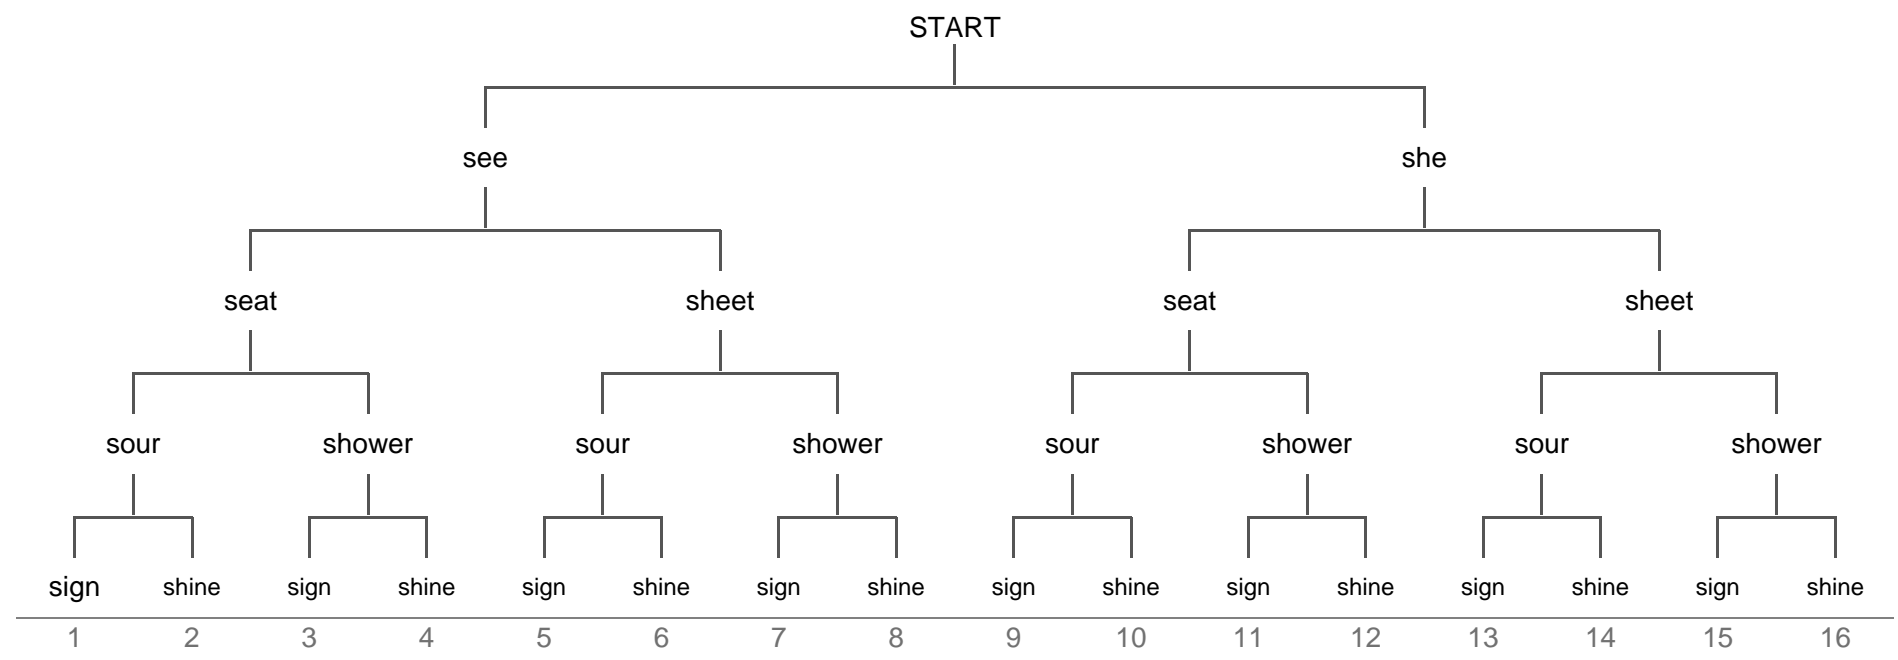 START
see she
seat sheet seat sheet
sour shower sour shower sour shower sour shower
sign shine sign shine sign shine sign shine sign shine sign shine sign shine sign shine
1 2 3 4 5 6 7 8 9 10 11 12 13 14 15 16